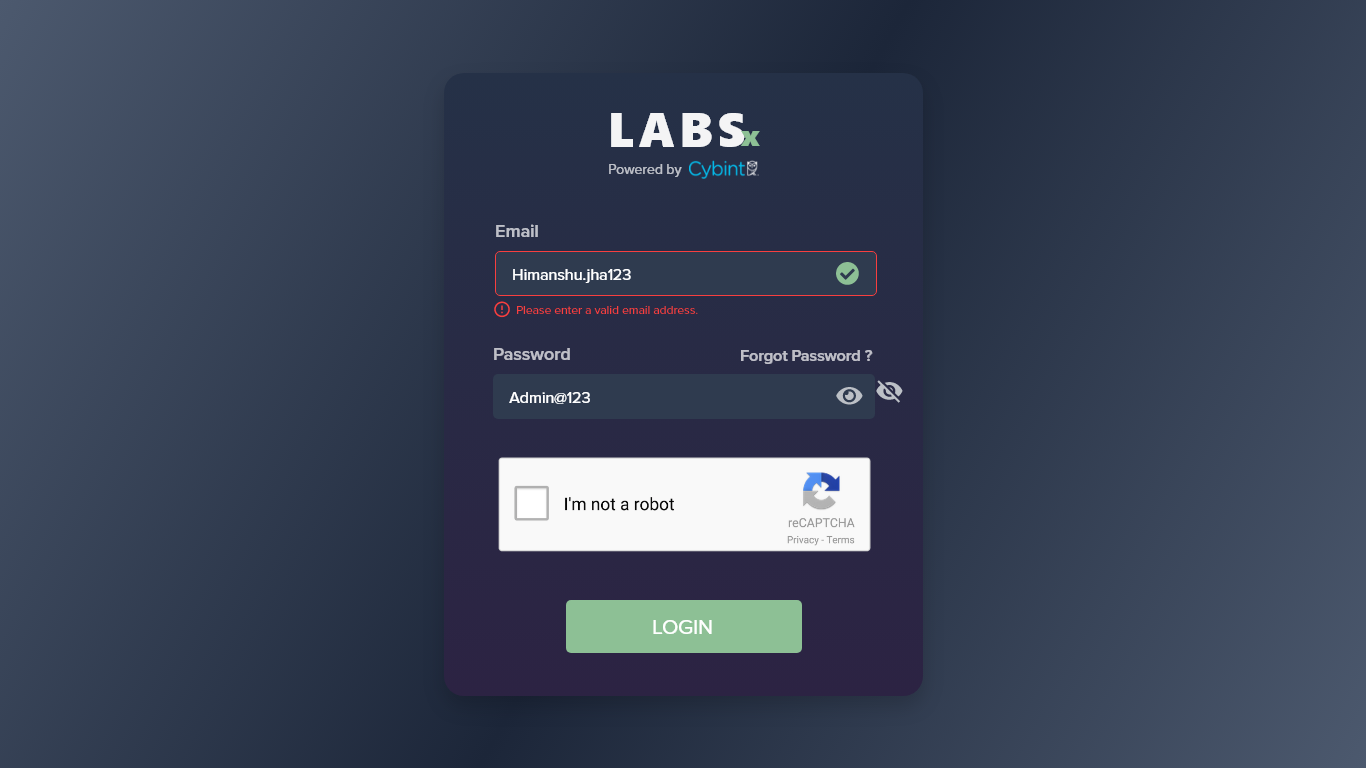 LABSx
Powered by Cybint
Email
Himanshu.jha123
Please enter a valid email address.
Password Forgot Password ?
Admin@123
I'm not a robot
reCAPTCHA
Privacy - Terms
LOGIN